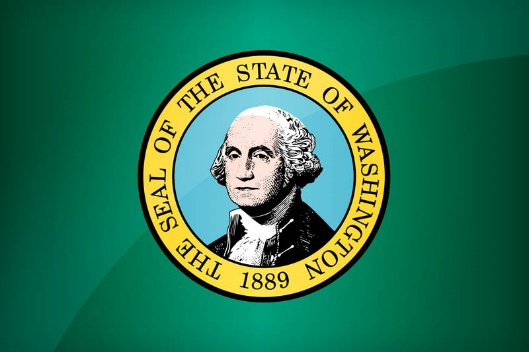 THE SEAL OF THE STATE OF WASHINGTON
1889